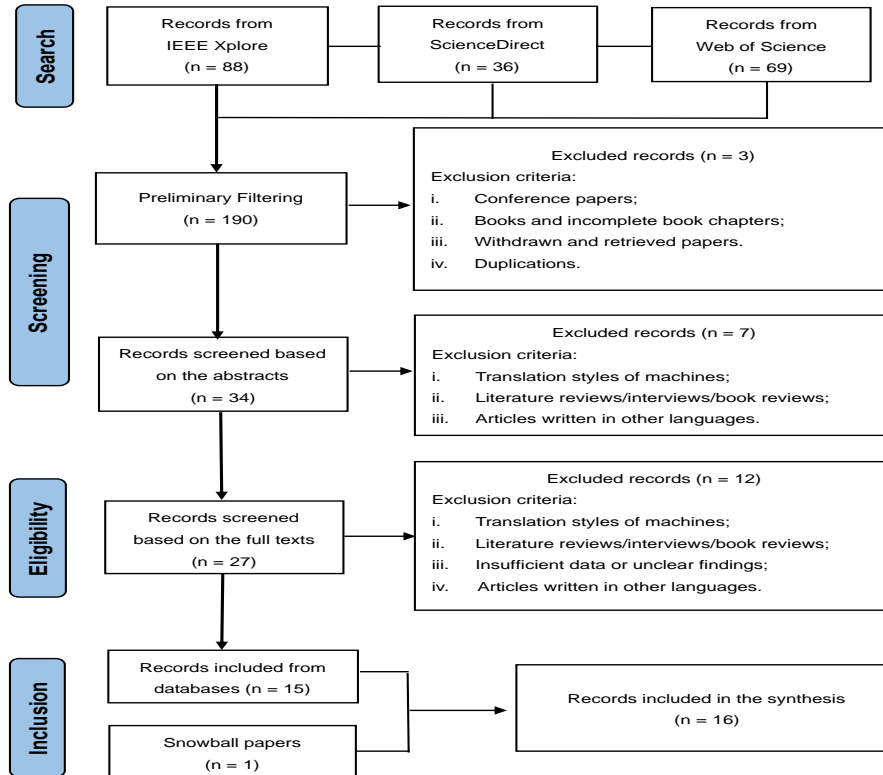 Search
Records from
IEEE Xplore
(n = 88)
Records from
ScienceDirect
(n = 36)
Records from
Web of Science
(n = 69)
Screening
Preliminary Filtering
(n = 190)
Excluded records (n = 3)
Exclusion criteria:
i. Conference papers;
ii. Books and incomplete book chapters;
iii. Withdrawn and retrieved papers.
iv. Duplications.
Records screened based
on the abstracts
(n = 34)
Excluded records (n = 7)
Exclusion criteria:
i. Translation styles of machines;
ii. Literature reviews/interviews/book reviews;
iii. Articles written in other languages.
Eligibility
Records screened
based on the full texts
(n = 27)
Excluded records (n = 12)
Exclusion criteria:
i. Translation styles of machines;
ii. Literature reviews/interviews/book reviews;
iii. Insufficient data or unclear findings;
iv. Articles written in other languages.
Inclusion
Records included from
databases (n = 15)
Snowball papers
(n = 1)
Records included in the synthesis
(n = 16)